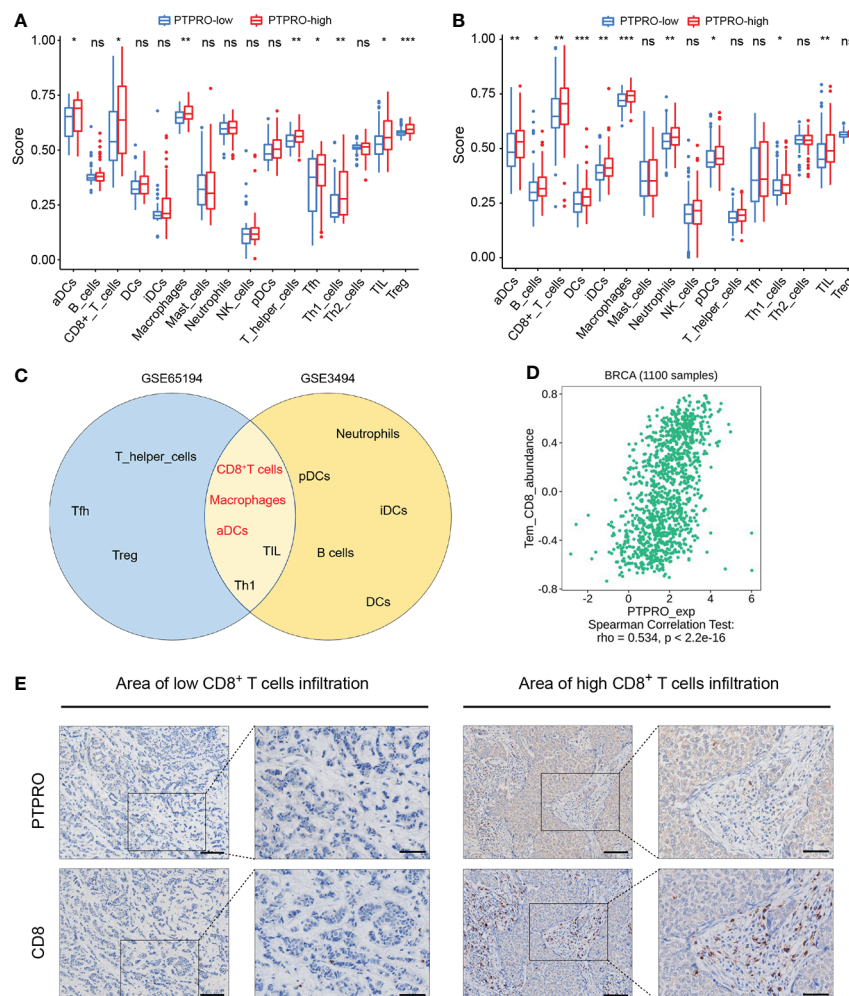 A
PTPRO-low PTPRO-high
* ns * ns ns ** ns ns ns ns ** * ** ns * ***
Score
1.00
0.75
0.50
0.25
0.00
aDCs
B_cells
CD8+_T_cells
DCs
iDCs
Macrophages
Mast_cells
Neutrophils
NK_cells
pDCs
T_helper_cells
Tfh
Th1_cells
Th2_cells
TIL
Treg
B
PTPRO-low PTPRO-high
** * ** *** ** *** ns ** ns * ns ns * ns ** ns
1.00
0.75
0.50
0.25
0.00
aDCs
B_cells
CD8+_T_cells
DCs
iDCs
Macrophages
Mast_cells
Neutrophils
NK_cells
pDCs
T_helper_cells
Tfh
Th1_cells
Th2_cells
TIL
Treg
C
GSE65194 GSE3494
T_helper_cells
Tfh
Treg
CD8⁺T cells
Macrophages
aDCs
TIL
Th1
Neutrophils
pDCs
iDCs
B cells
DCs
D
BRCA (1100 samples)
Tem_CD8_abundance
0.8
0.4
0.0
-0.4
-0.8
-2 0 2 4 6
PTPRO_exp
Spearman Correlation Test:
rho = 0.534, p < 2.2e-16
E
Area of low CD8⁺ T cells infiltration
Area of high CD8⁺ T cells infiltration
PTPRO
CD8